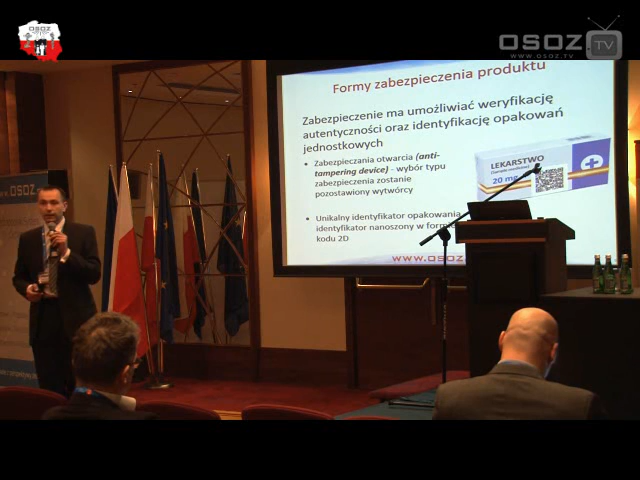 OSOZ
OSOZ TV
WWW.OSOZ.TV
Formy zabezpieczenia produktu
Zabezpieczenie ma umożliwiać weryfikację
autentyczności oraz identyfikację opakowań
jednostkowych
• Zabezpieczania otwarcia (anti-
tampering device) - wybór typu
zabezpieczenia zostanie
pozostawiony wytwórcy
• Unikalny identyfikator opakowania
identyfikator nanoszony w formie
kodu 2D
LEKARSTWO
20 mg
www.osoz
OSOZ